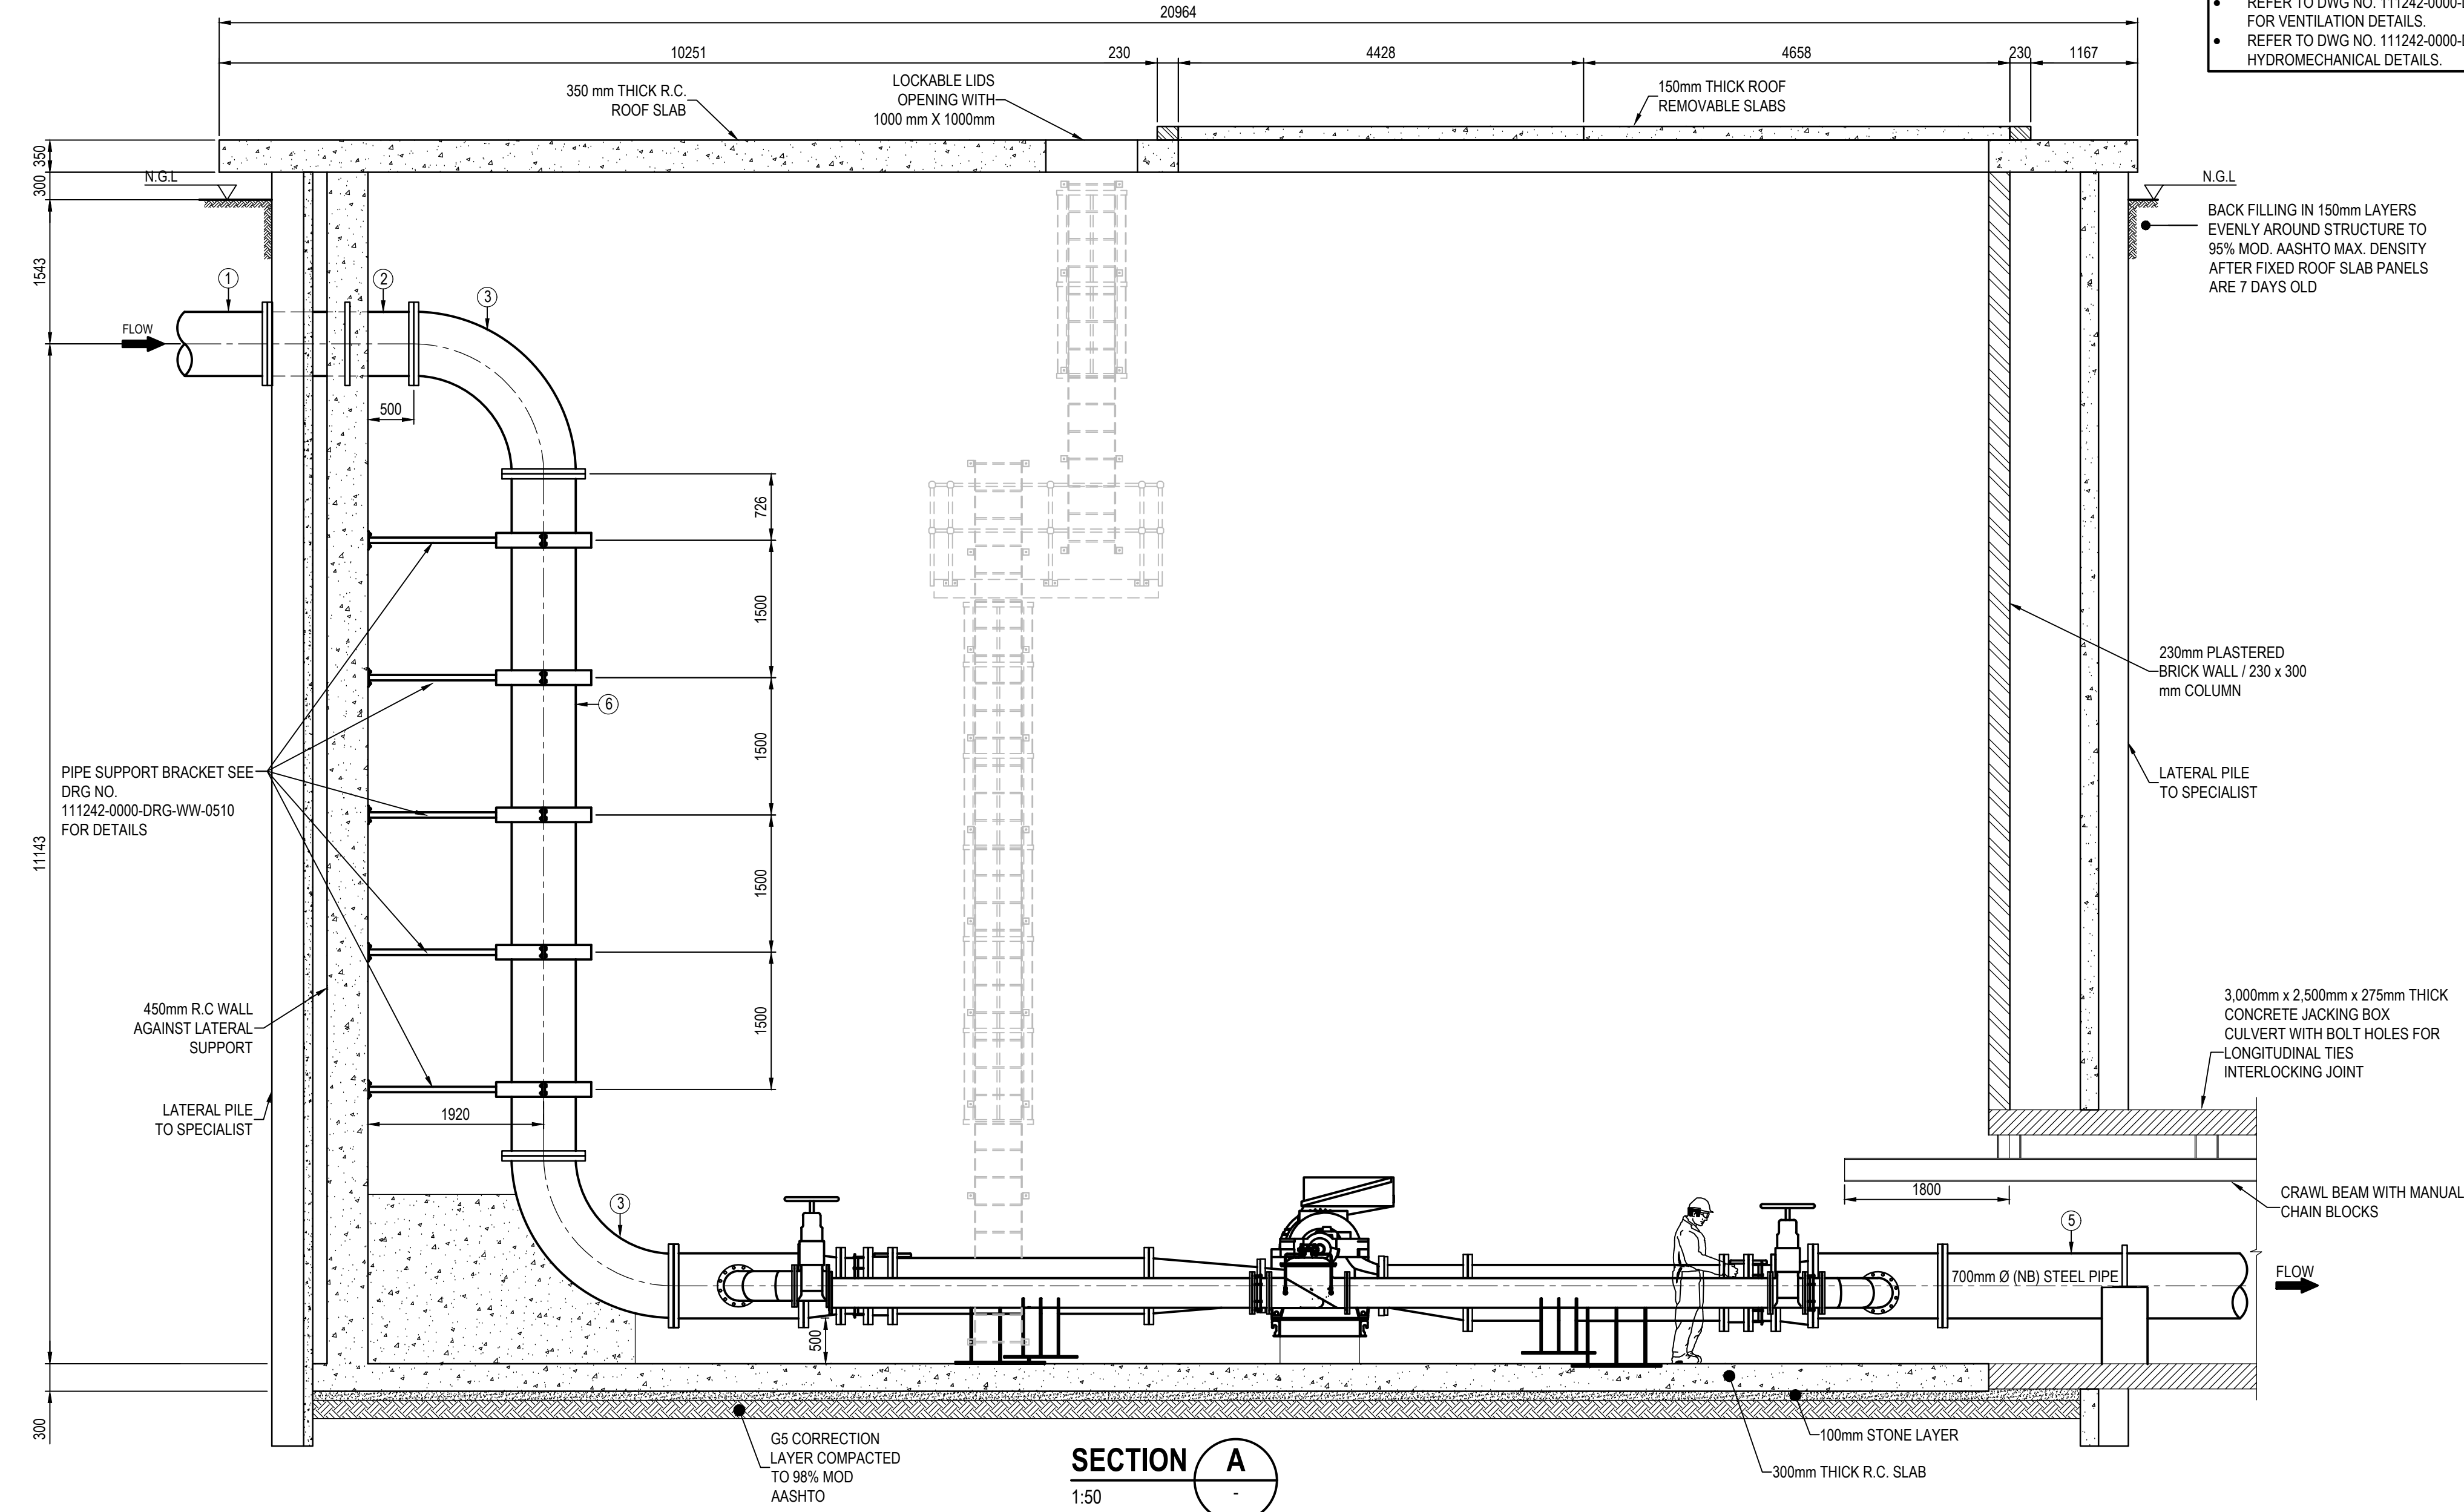 REFER TO DWG NO. 111242-0000-
FOR VENTILATION DETAILS.
REFER TO DWG NO. 111242-0000-
HYDROMECHANICAL DETAILS.
20964
10251
230
4428
4658
230
1167
350 mm THICK R.C.
ROOF SLAB
LOCKABLE LIDS
OPENING WITH
1000 mm X 1000mm
150mm THICK ROOF
REMOVABLE SLABS
350
300
N.G.L
N.G.L
BACK FILLING IN 150mm LAYERS
EVENLY AROUND STRUCTURE TO
95% MOD. AASHTO MAX. DENSITY
AFTER FIXED ROOF SLAB PANELS
ARE 7 DAYS OLD
1543
1
2
3
FLOW
500
726
1500
1500
1500
1500
6
230mm PLASTERED
BRICK WALL / 230 x 300
mm COLUMN
PIPE SUPPORT BRACKET SEE
DRG NO.
111242-0000-DRG-WW-0510
FOR DETAILS
LATERAL PILE
TO SPECIALIST
11143
450mm R.C WALL
AGAINST LATERAL
SUPPORT
3,000mm x 2,500mm x 275mm THICK
CONCRETE JACKING BOX
CULVERT WITH BOLT HOLES FOR
LONGITUDINAL TIES
INTERLOCKING JOINT
LATERAL PILE
TO SPECIALIST
1920
3
1800
CRAWL BEAM WITH MANUAL
CHAIN BLOCKS
5
700mm Ø (NB) STEEL PIPE
FLOW
500
300
G5 CORRECTION
LAYER COMPACTED
TO 98% MOD
AASHTO
100mm STONE LAYER
300mm THICK R.C. SLAB
SECTION A
1:50 -